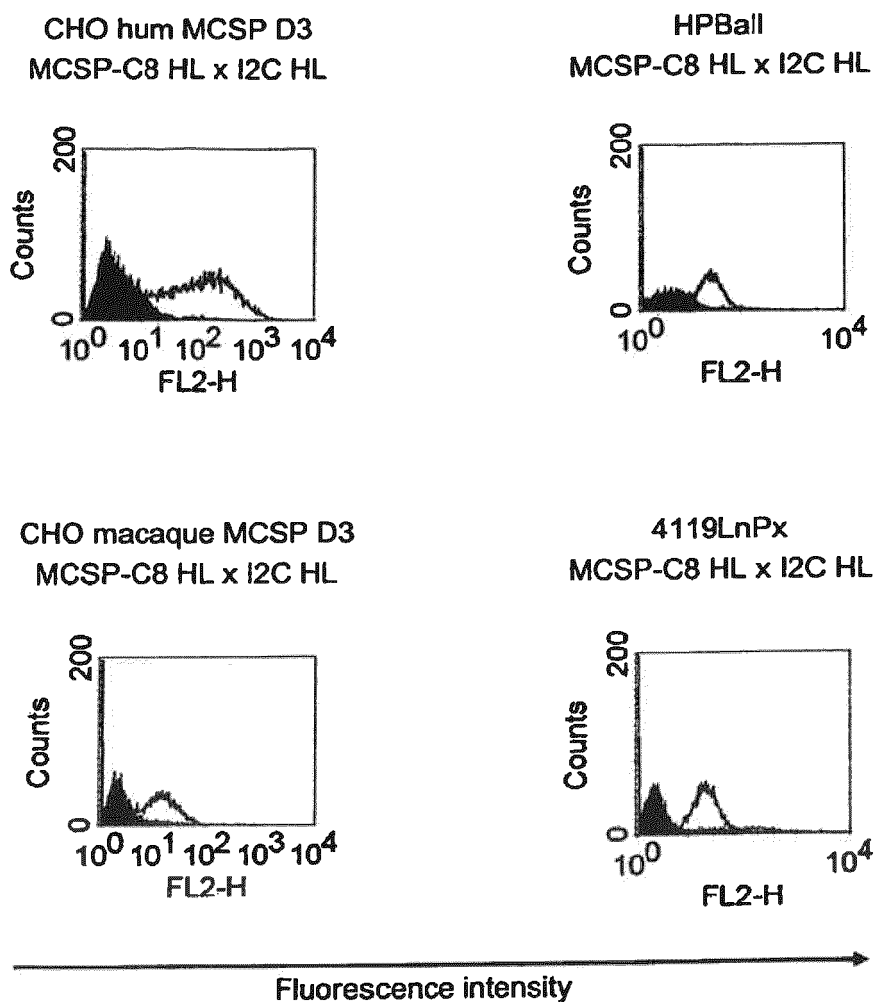 CHO hum MCSP D3
MCSP-C8 HL x I2C HL
200
Counts
0
10^0 10^1 10^2 10^3 10^4
FL2-H
HPBall
MCSP-C8 HL x I2C HL
200
Counts
0
10^0 10^4
FL2-H
CHO macaque MCSP D3
MCSP-C8 HL x I2C HL
200
Counts
0
10^0 10^1 10^2 10^3 10^4
FL2-H
4119LnPx
MCSP-C8 HL x I2C HL
200
Counts
0
10^0 10^4
FL2-H
Fluorescence intensity